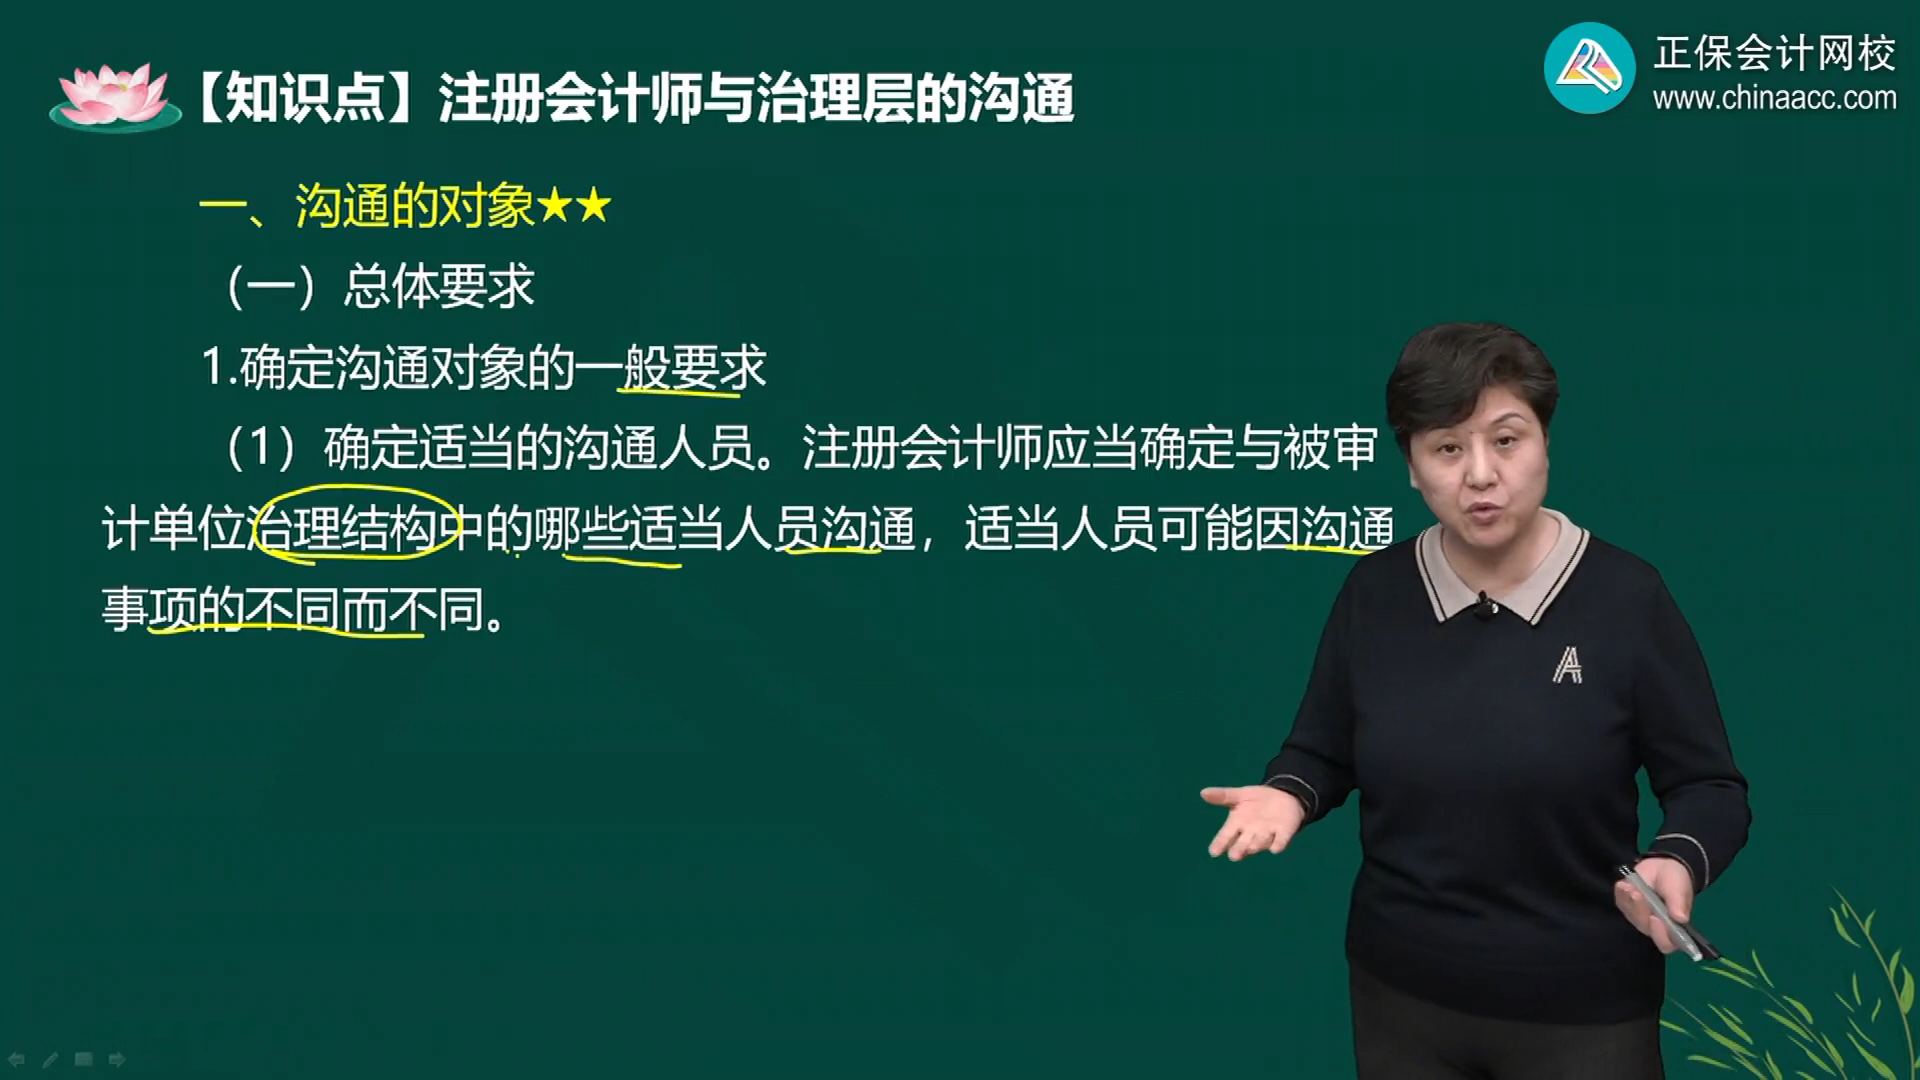 正保会计网校
www.chinaacc.com
【知识点】注册会计师与治理层的沟通
一、沟通的对象★★
（一）总体要求
1.确定沟通对象的一般要求
（1）确定适当的沟通人员。注册会计师应当确定与被审
计单位治理结构中的哪些适当人员沟通，适当人员可能因沟通
事项的不同而不同。
A